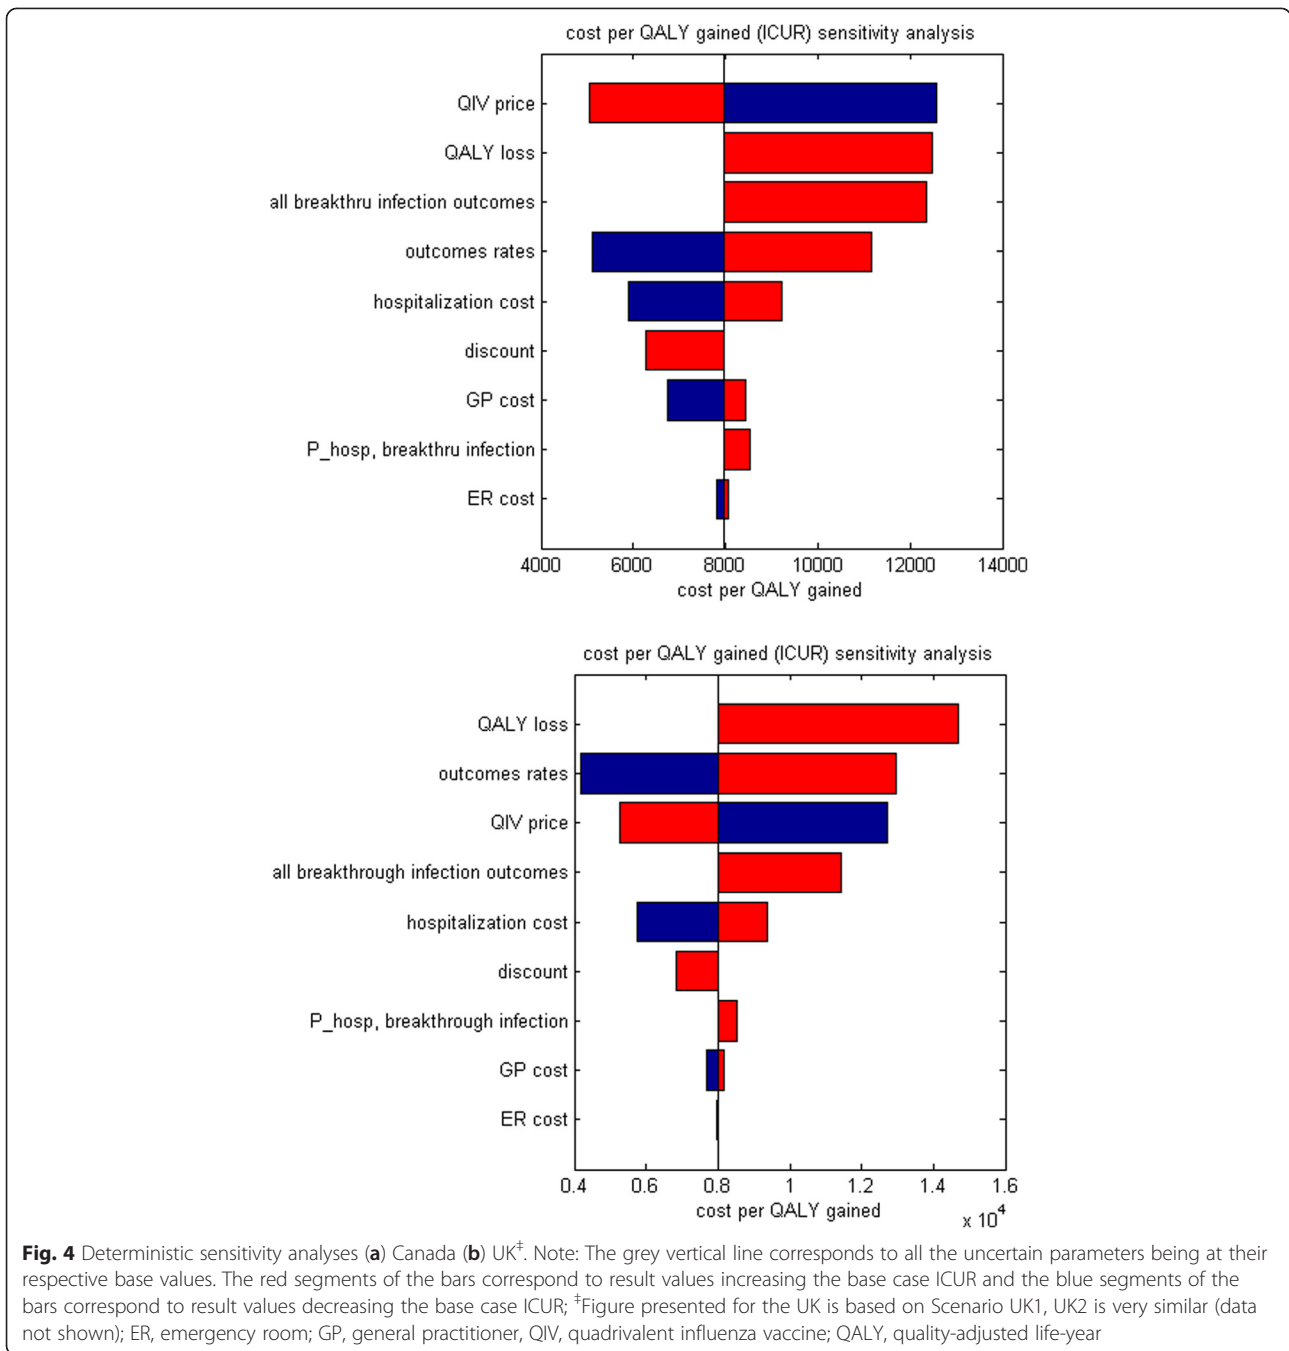 cost per QALY gained (ICUR) sensitivity analysis
QIV price
QALY loss
all breakthru infection outcomes
outcomes rates
hospitalization cost
discount
GP cost
P_hosp, breakthru infection
ER cost
4000 6000 8000 10000 12000 14000
cost per QALY gained
cost per QALY gained (ICUR) sensitivity analysis
QALY loss
outcomes rates
QIV price
all breakthrough infection outcomes
hospitalization cost
discount
P_hosp, breakthrough infection
GP cost
ER cost
0.4 0.6 0.8 1 1.2 1.4 1.6
cost per QALY gained x 10⁴
Fig. 4 Deterministic sensitivity analyses (a) Canada (b) UK‡. Note: The grey vertical line corresponds to all the uncertain parameters being at their
respective base values. The red segments of the bars correspond to result values increasing the base case ICUR and the blue segments of the
bars correspond to result values decreasing the base case ICUR; ‡Figure presented for the UK is based on Scenario UK1, UK2 is very similar (data
not shown); ER, emergency room; GP, general practitioner, QIV, quadrivalent influenza vaccine; QALY, quality-adjusted life-year